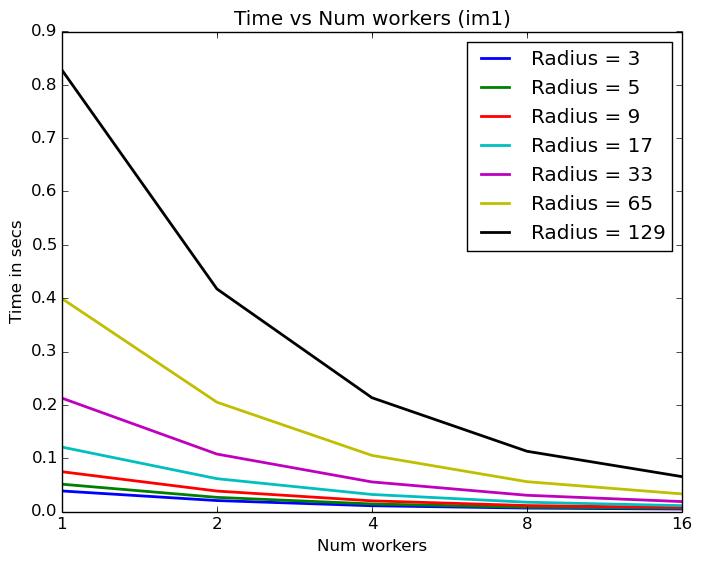 Time vs Num workers (im1)
0.9
0.8
0.7
0.6
0.5
0.4
0.3
0.2
0.1
0.0
Time in secs
Radius = 3
Radius = 5
Radius = 9
Radius = 17
Radius = 33
Radius = 65
Radius = 129
1 2 4 8 16
Num workers